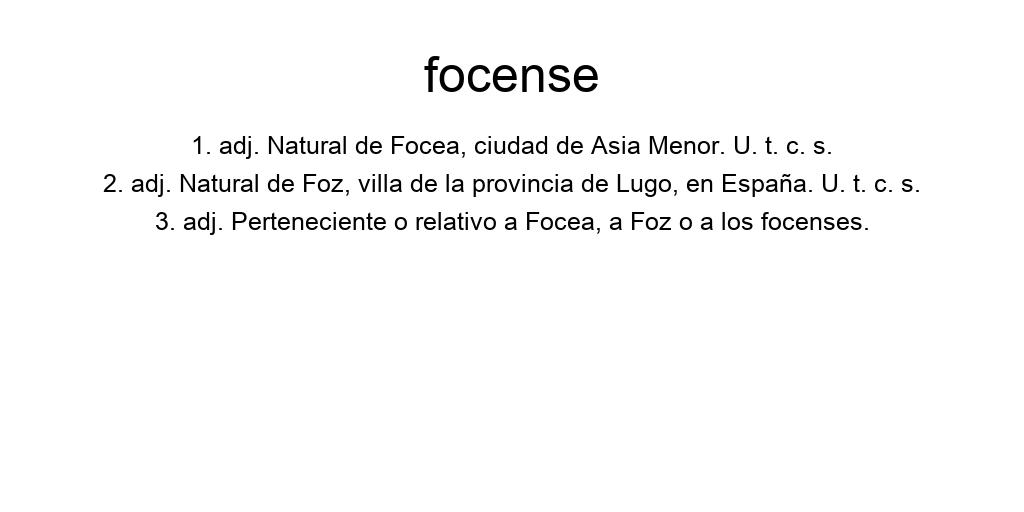 focense
1. adj. Natural de Focea, ciudad de Asia Menor. U. t. c. s.
2. adj. Natural de Foz, villa de la provincia de Lugo, en España. U. t. c. s.
3. adj. Perteneciente o relativo a Focea, a Foz o a los focenses.